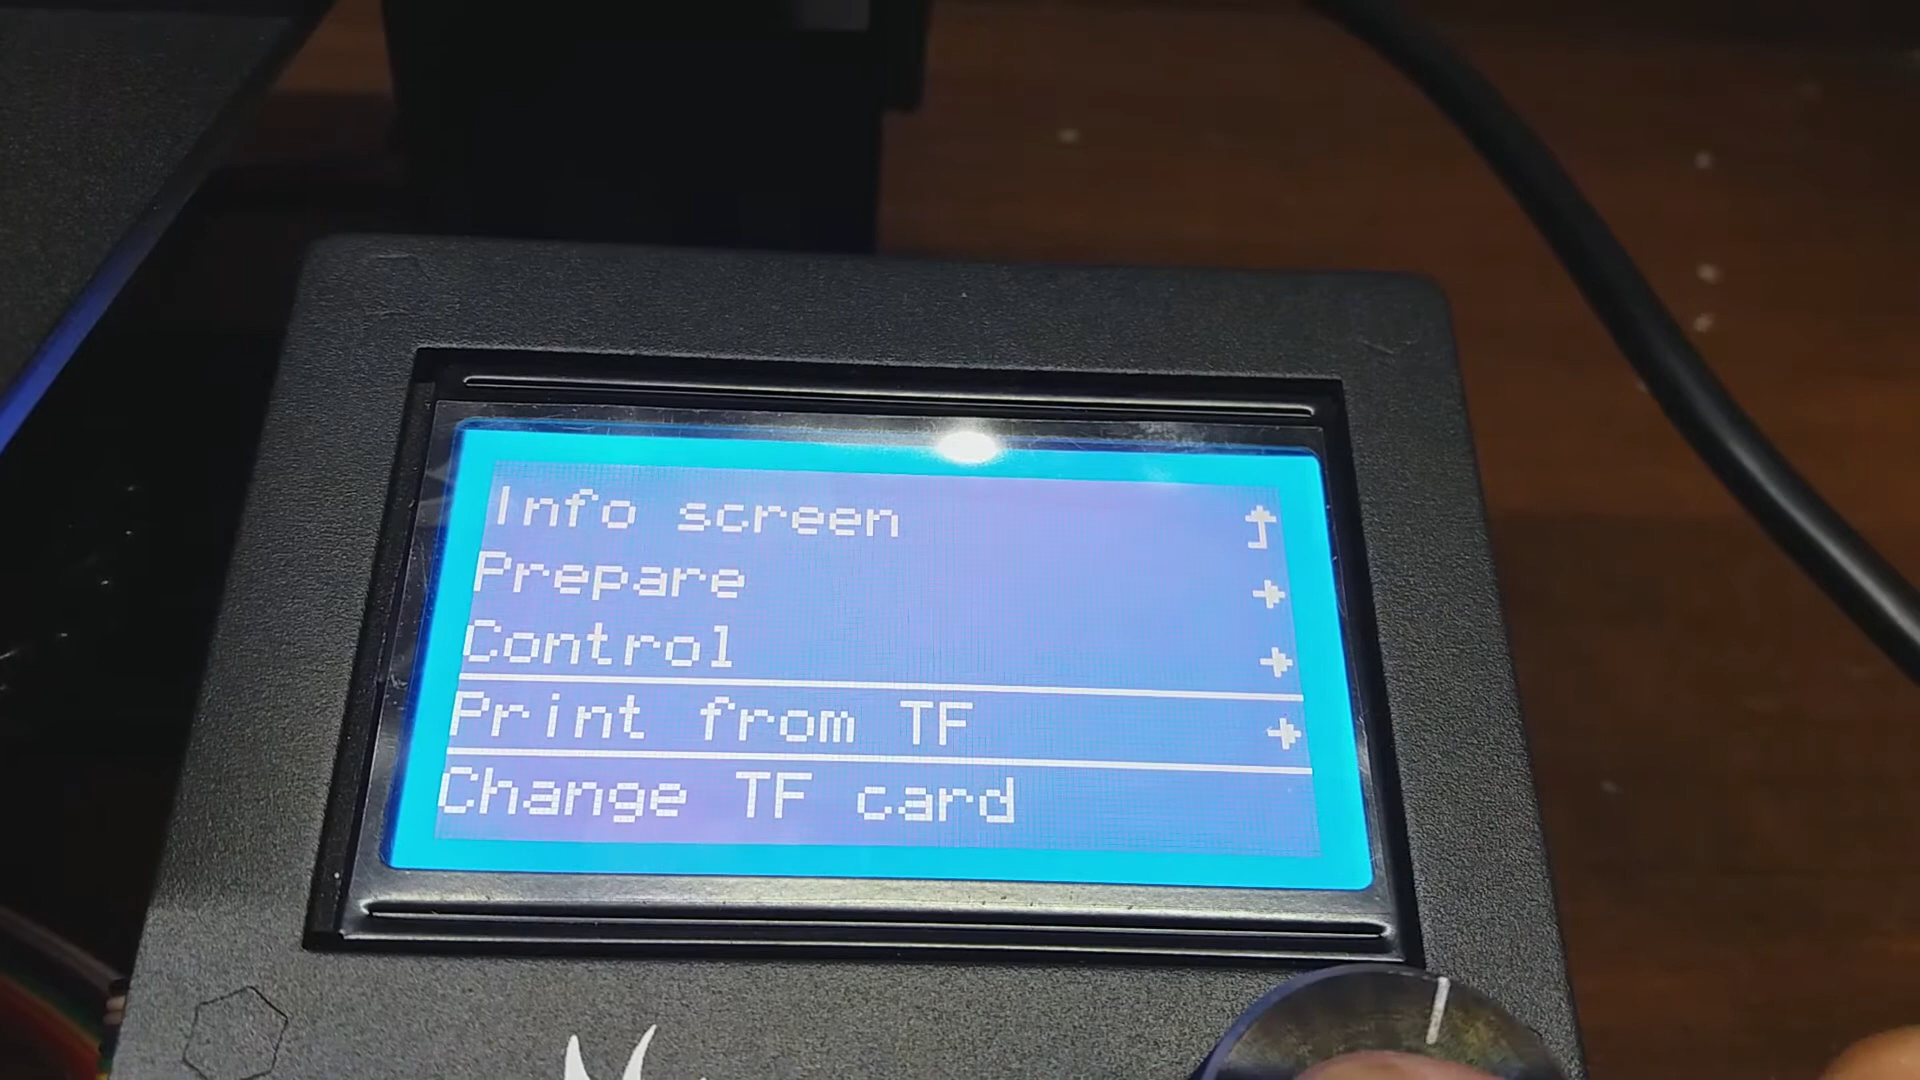 Info screen
Prepare
Control
Print from TF
Change TF card